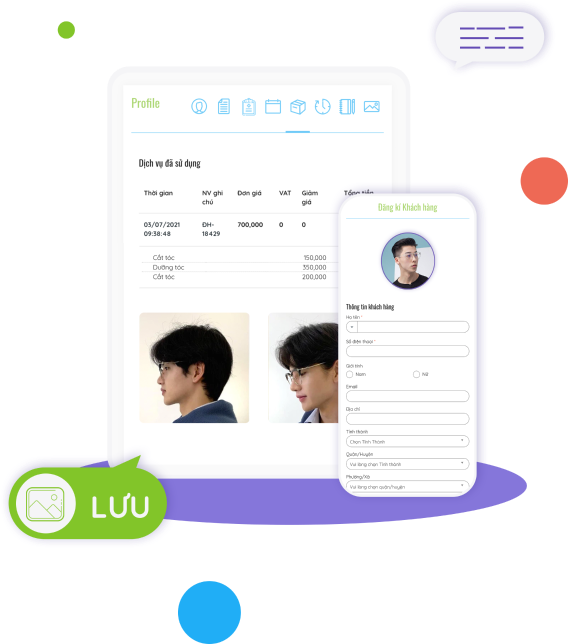 Profile
Dịch vụ đã sử dụng
Thời gian NV ghi chú Đơn giá VAT Giảm giá Tổng tiền
03/07/2021 09:38:48 ĐH-18429 700,000 0 0
Cắt tóc 150,000
Dưỡng tóc 350,000
Cắt tóc 200,000
Đăng kí Khách hàng
Thông tin khách hàng
Họ tên *
Số điện thoại *
Giới tính
Nam Nữ
Email
Địa chỉ
Tỉnh thành
Chọn Tỉnh Thành
Quận/Huyện
Vui lòng chọn Tỉnh thành
Phường/Xã
Vui lòng chọn quận/huyện
LƯU